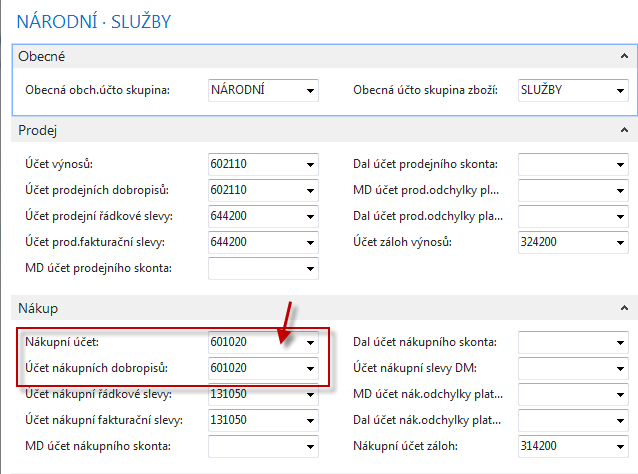 NÁRODNÍ · SLUŽBY
Obecné
Obecná obch.účto skupina: NÁRODNÍ Obecná účto skupina zboží: SLUŽBY
Prodej
Účet výnosů: 602110 Dal účet prodejního skonta:
Účet prodejních dobropisů: 602110 MD účet prod.odchylky pl...
Účet prodejní řádkové slevy: 644200 Dal účet prod.odchylky pla...
Účet prod.fakturační slevy: 644200 Účet záloh výnosů: 324200
MD účet prodejního skonta:
Nákup
Nákupní účet: 601020 Dal účet nákupního skonta:
Účet nákupních dobropisů: 601020 Účet nákupní slevy DM:
Účet nákupní řádkové slevy: 131050 MD účet nák.odchylky plat...
Účet nákupní fakturační slevy: 131050 Dal účet nák.odchylky plat...
MD účet nákupního skonta: Nákupní účet záloh: 314200